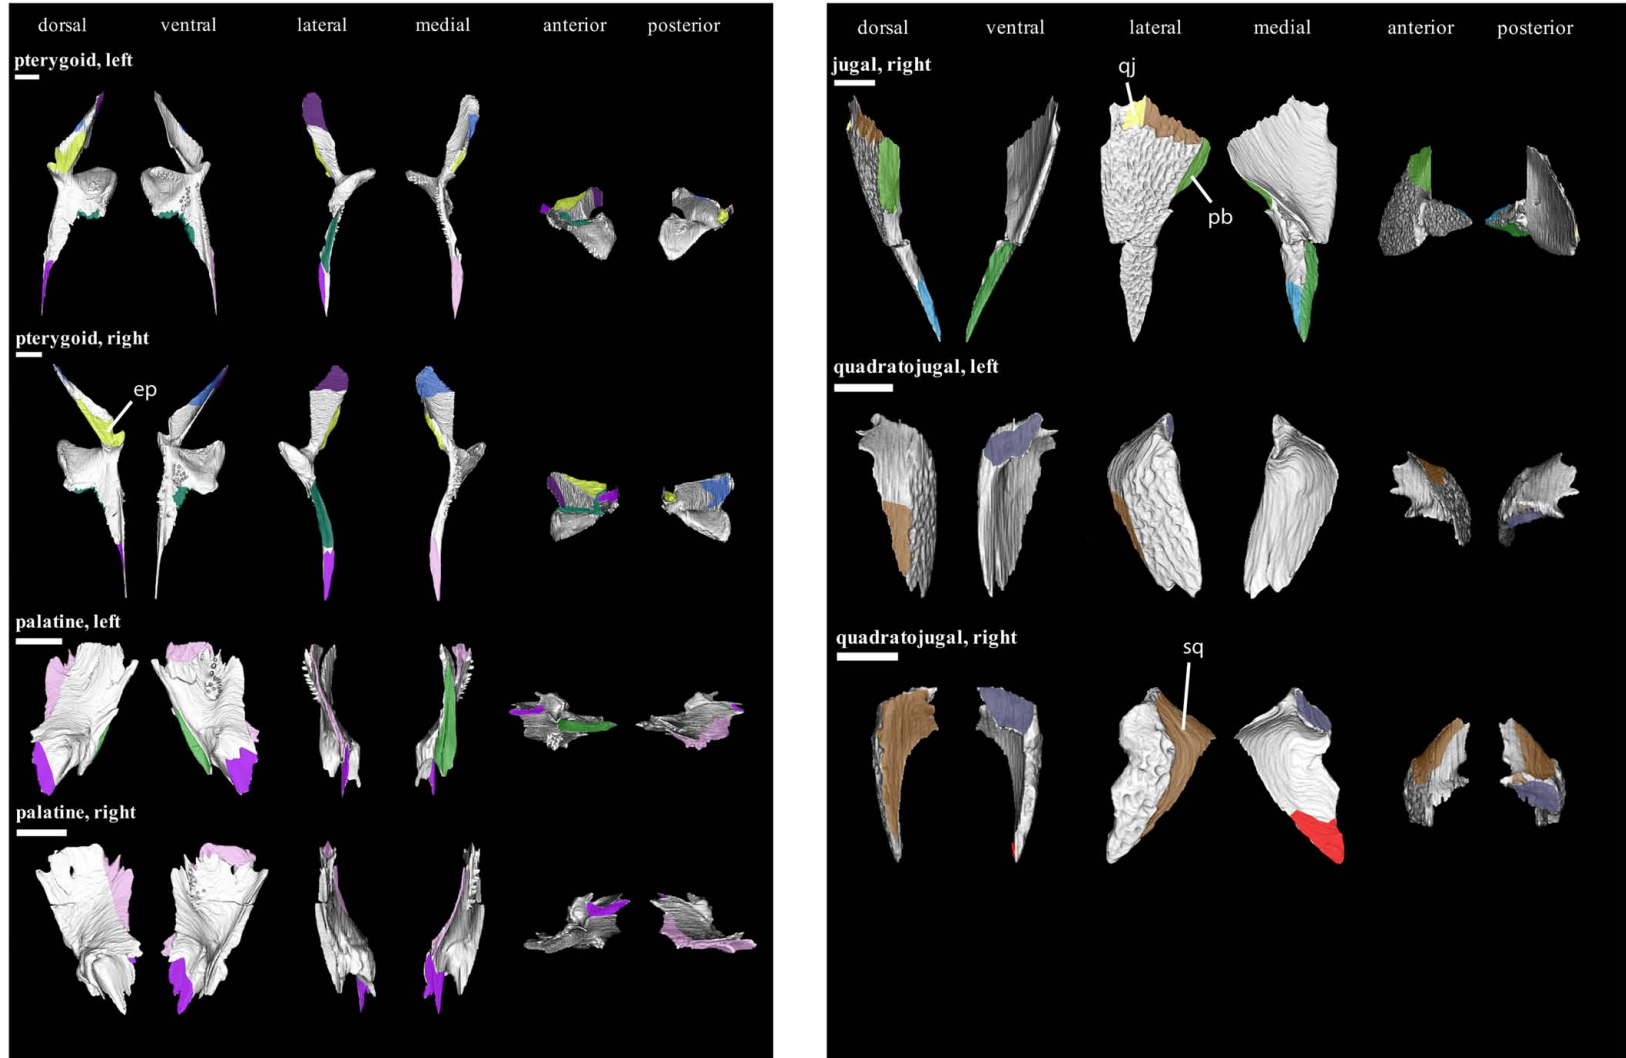 dorsal ventral lateral medial anterior posterior
pterygoid, left
pterygoid, right
ep
palatine, left
palatine, right
dorsal ventral lateral medial anterior posterior
jugal, right
qj
pb
quadratojugal, left
quadratojugal, right
sq